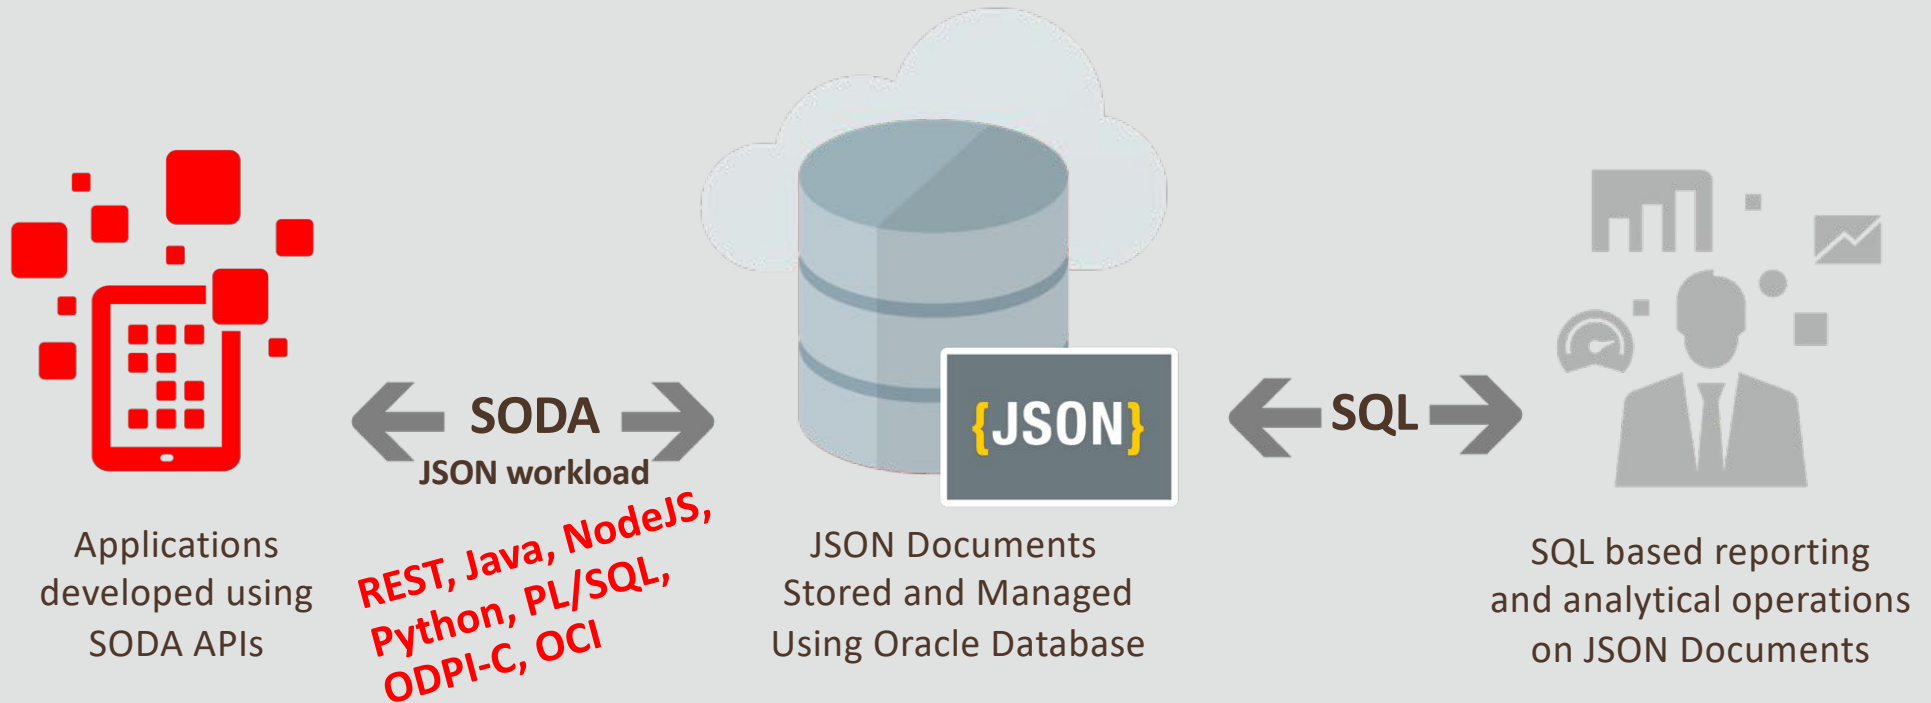 SODA
JSON workload
REST, Java, NodeJS,
Python, PL/SQL,
ODPI-C, OCI
{JSON}
SQL
Applications
developed using
SODA APIs
JSON Documents
Stored and Managed
Using Oracle Database
SQL based reporting
and analytical operations
on JSON Documents